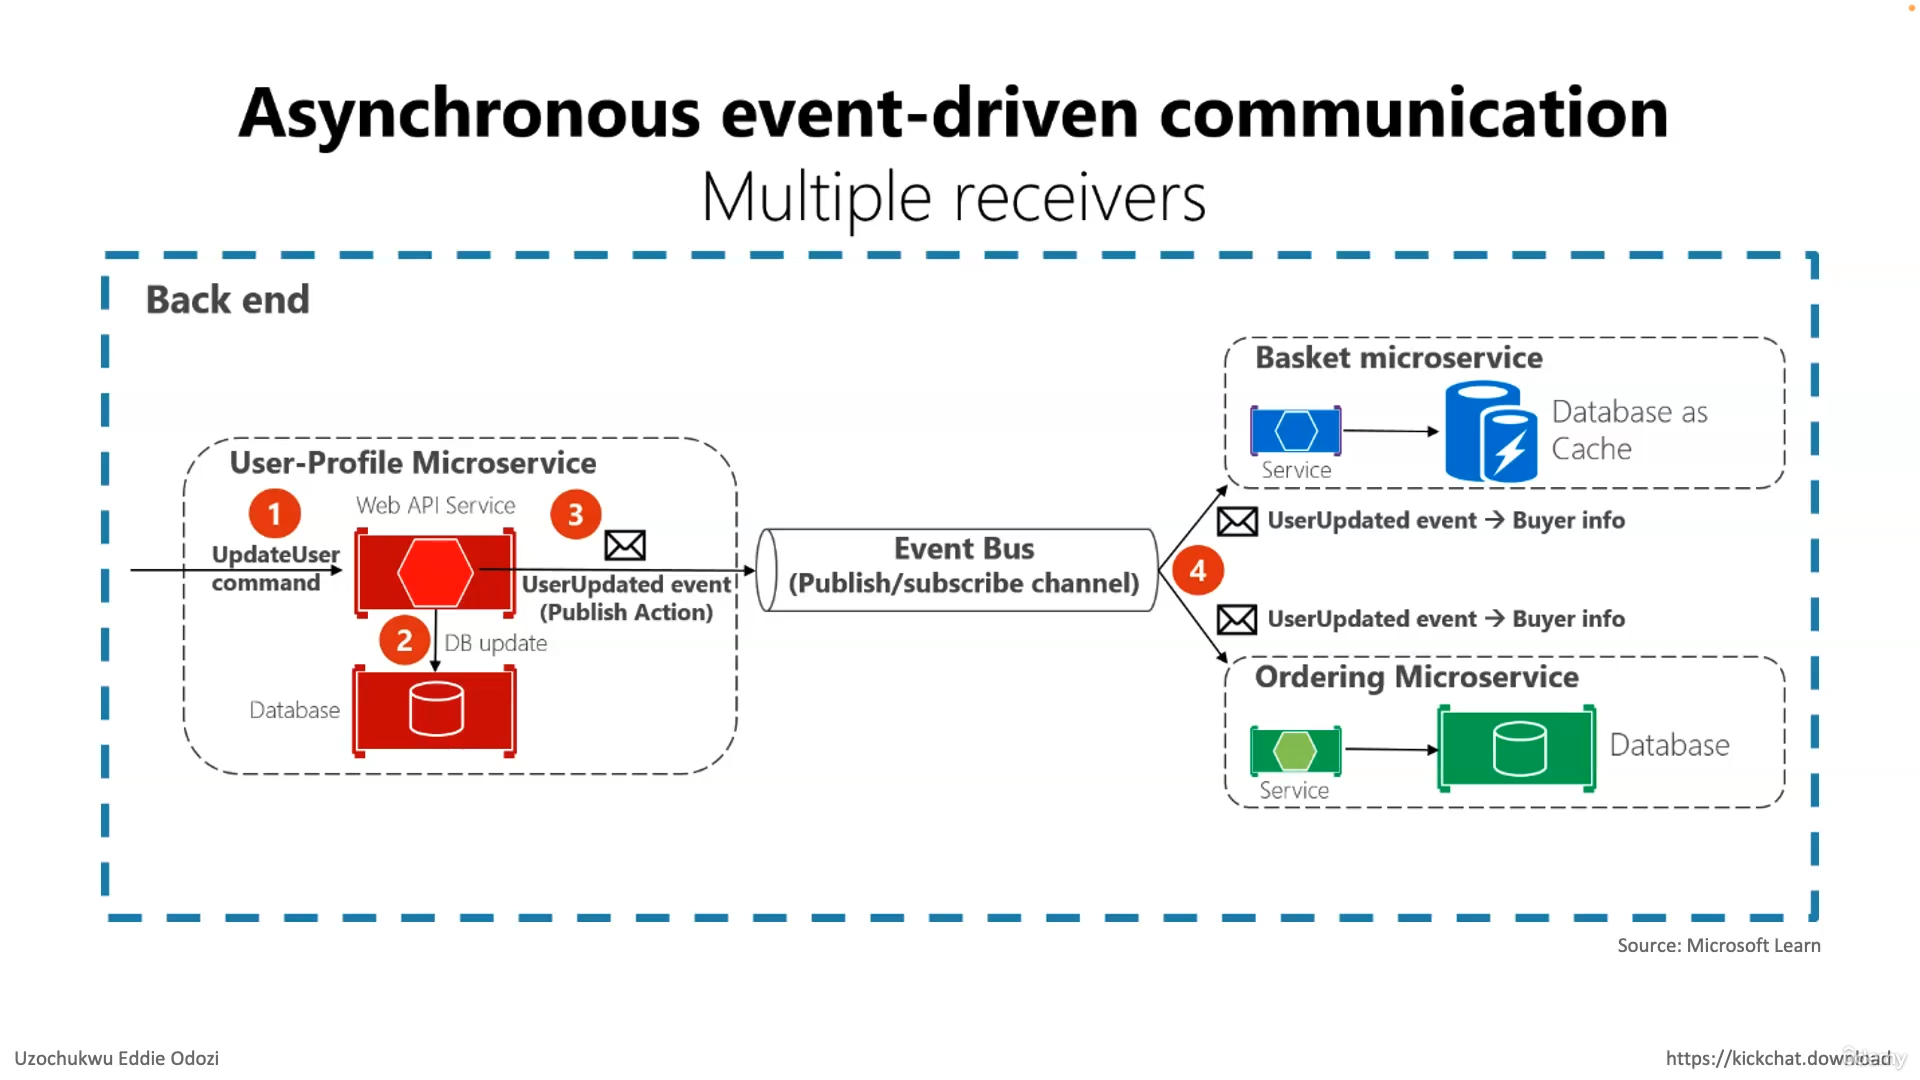 Asynchronous event-driven communication
Multiple receivers
Back end
User-Profile Microservice
1
Web API Service
3
UpdateUser
command
UserUpdated event
(Publish Action)
2
DB update
Database
Event Bus
(Publish/subscribe channel)
4
Basket microservice
Database as
Cache
Service
UserUpdated event → Buyer info
UserUpdated event → Buyer info
Ordering Microservice
Database
Service
Source: Microsoft Learn
Uzochukwu Eddie Odozi
https://kickchat.download